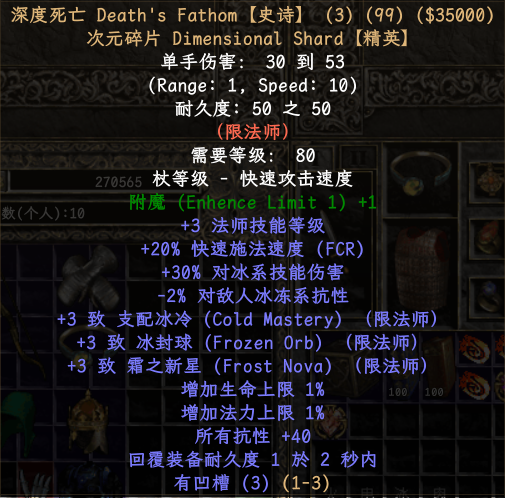 深度死亡 Death's Fathom【史诗】 (3) (99) ($35000)
次元碎片 Dimensional Shard【精英】
单手伤害: 30 到 53
(Range: 1, Speed: 10)
耐久度: 50 之 50
(限法师)
需要等级: 80
杖等级 - 快速攻击速度
附魔 (Enhence Limit 1) +1
+3 法师技能等级
+20% 快速施法速度 (FCR)
+30% 对冰系技能伤害
-2% 对敌人冰冻系抗性
+3 致 支配冰冷 (Cold Mastery) (限法师)
+3 致 冰封球 (Frozen Orb) (限法师)
+3 致 霜之新星 (Frost Nova) (限法师)
增加生命上限 1%
增加法力上限 1%
所有抗性 +40
回覆装备耐久度 1 於 2 秒内
有凹槽 (3) (1-3)
270565
数(个人):10
100
100